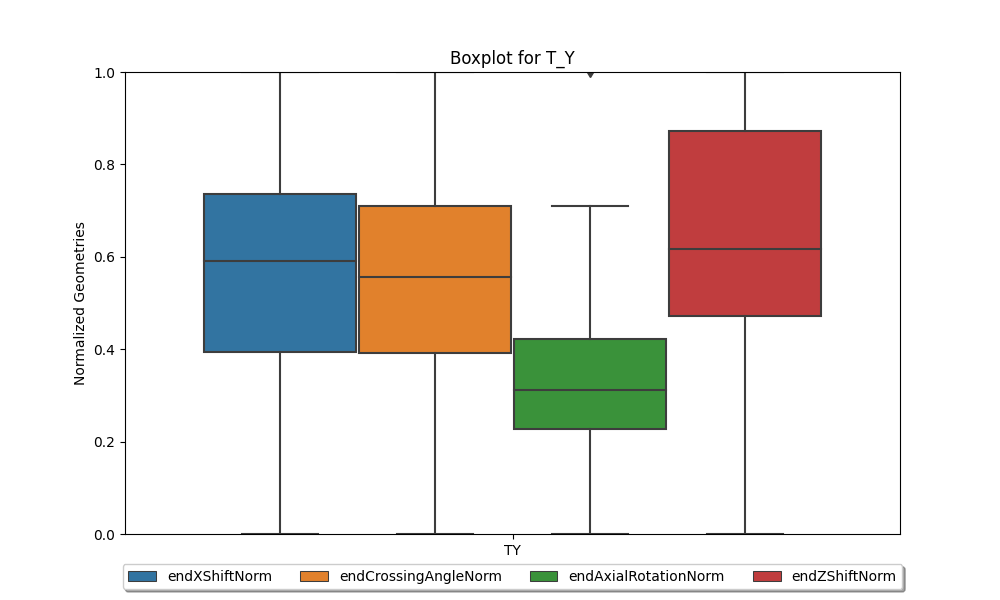 Boxplot for T_Y
1.0
0.8
0.6
0.4
0.2
0.0
Normalized Geometries
TY
endXShiftNorm endCrossingAngleNorm endAxialRotationNorm endZShiftNorm